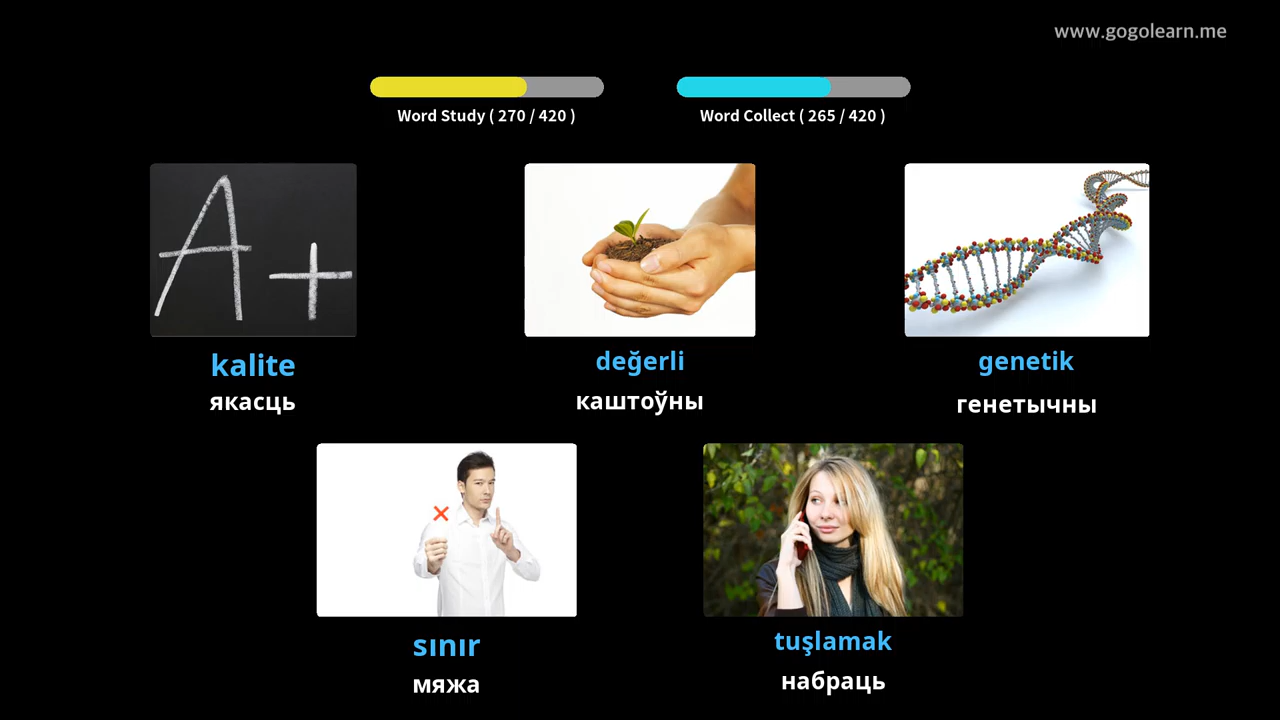 www.gogolearn.me
Word Study ( 270 / 420 )
Word Collect ( 265 / 420 )
A+
kalite
якасць
değerli
каштоўны
genetik
генетычны
sınır
мяжа
tuşlamak
набраць